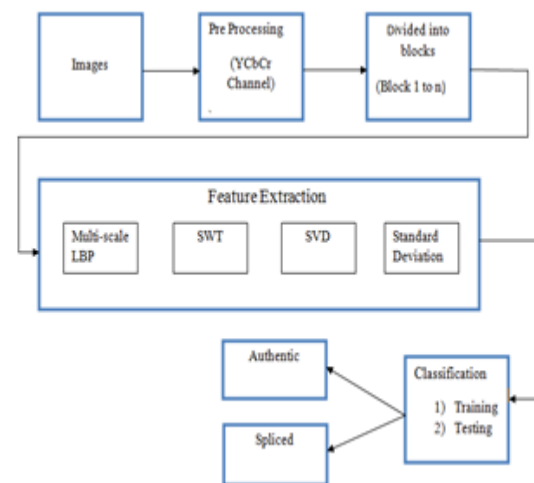 Images
Pre Processing
(YCbCr
Channel)
.
Divided into
blocks
(Block 1 to n)
Feature Extraction
Multi-scale
LBP
SWT
SVD
Standard
Deviation
Authentic
Spliced
Classification
1) Training
2) Testing